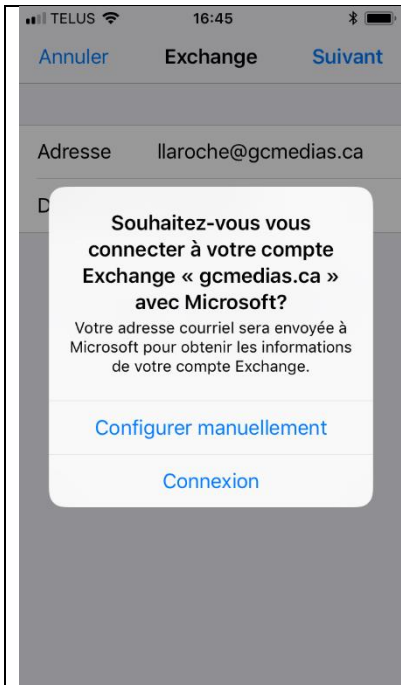 TELUS 16:45
Annuler Exchange Suivant
Adresse llaroche@gcmedias.ca
D
Souhaitez-vous vous
connecter à votre compte
Exchange « gcmedias.ca »
avec Microsoft?
Votre adresse courriel sera envoyée à
Microsoft pour obtenir les informations
de votre compte Exchange.
Configurer manuellement
Connexion